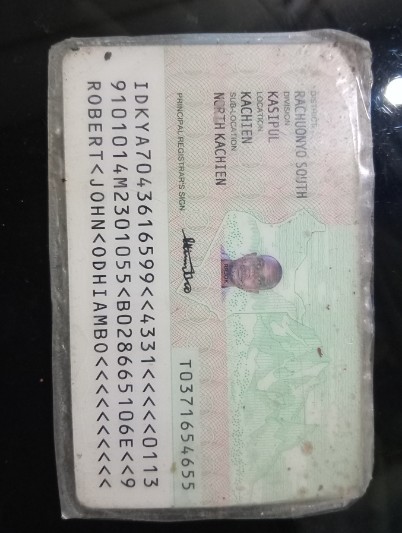 DISTRICT
RACHUONYO SOUTH
DIVISION
KASIPUL
LOCATION
KACHIEN
SUB-LOCATION
NORTH KACHIEN
PRINCIPAL REGISTRAR'S SIGN.
T0371654655
IDKYA7043616599<<4331<<<<<0113
9101014M2301055<B028665106E<<9
ROBERT<JOHN<ODHIAMBO<<<<<<<<<<